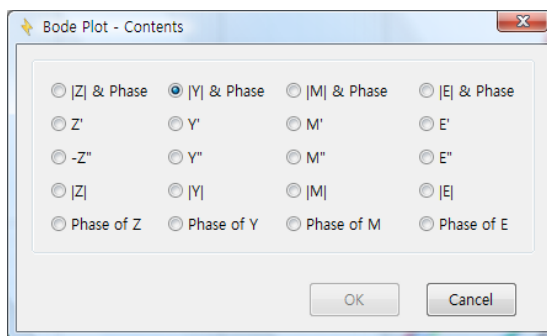 Bode Plot - Contents
|Z| & Phase |Y| & Phase |M| & Phase |E| & Phase
Z' Y' M' E'
-Z" Y" M" E"
|Z| |Y| |M| |E|
Phase of Z Phase of Y Phase of M Phase of E
OK Cancel